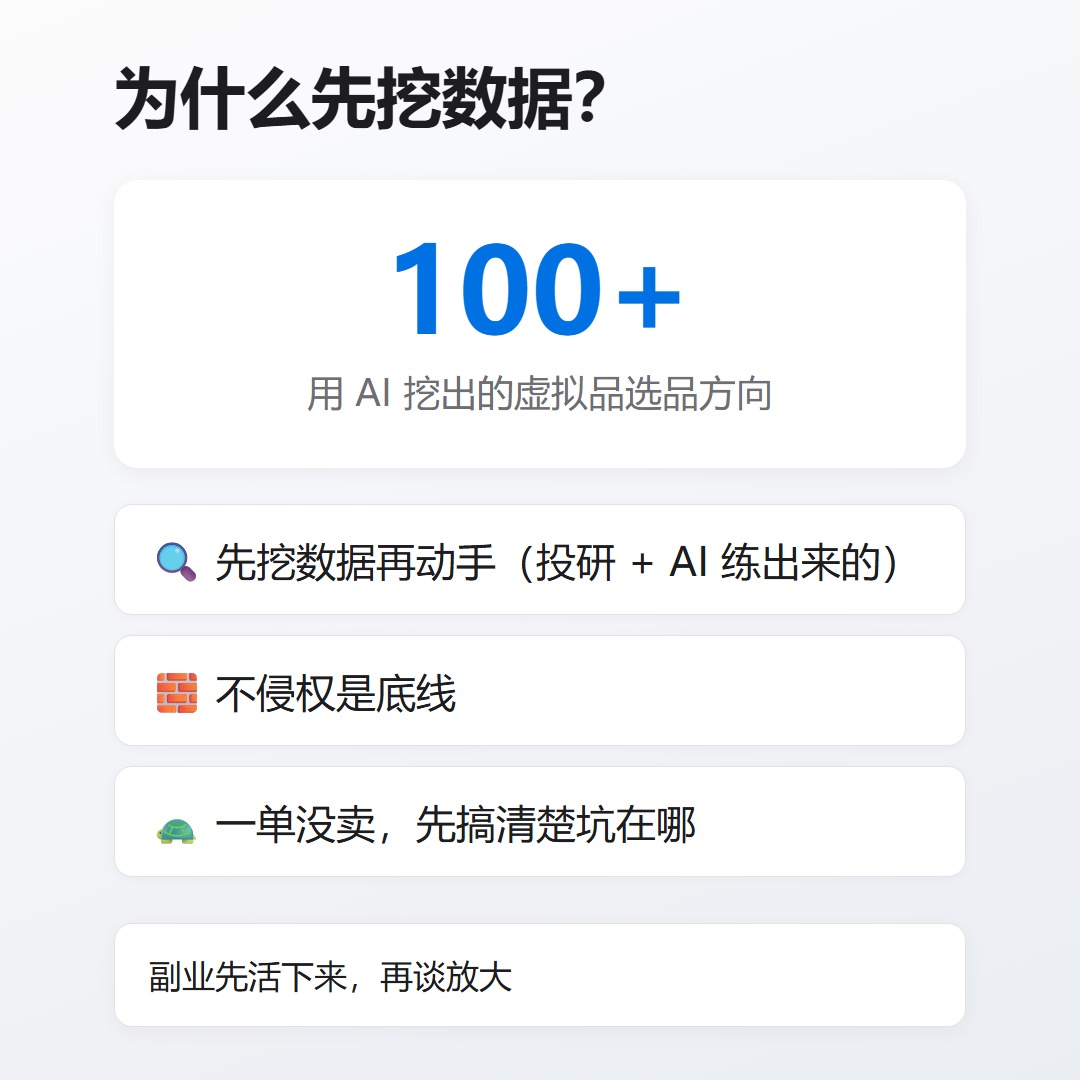 为什么先挖数据？
100+
用 AI 挖出的虚拟品选品方向
🔍 先挖数据再动手（投研 + AI 练出来的）
🧱 不侵权是底线
🐢 一单没卖，先搞清楚坑在哪
副业先活下来，再谈放大